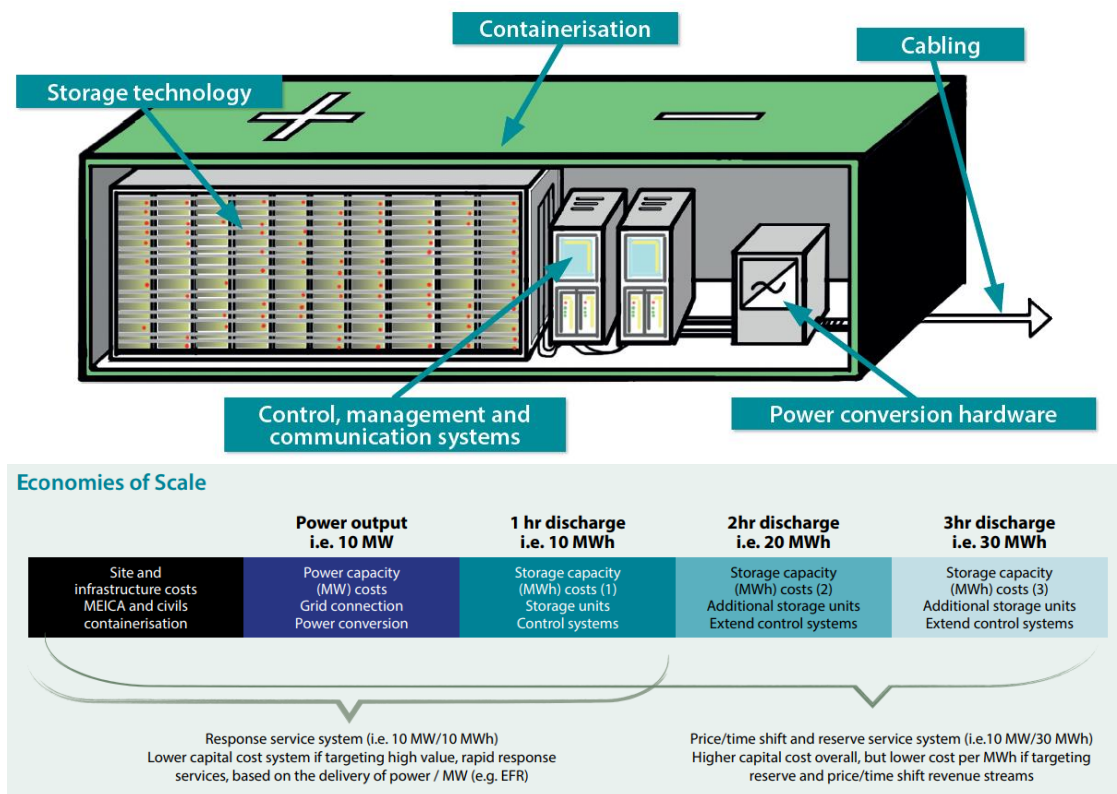 Containerisation
Cabling
Storage technology
Control, management and
communication systems
Power conversion hardware
Economies of Scale
Power output
i.e. 10 MW
1 hr discharge
i.e. 10 MWh
2hr discharge
i.e. 20 MWh
3hr discharge
i.e. 30 MWh
Site and
infrastructure costs
MEICA and civils
containerisation
Power capacity
(MW) costs
Grid connection
Power conversion
Storage capacity
(MWh) costs (1)
Storage units
Control systems
Storage capacity
(MWh) costs (2)
Additional storage units
Extend control systems
Storage capacity
(MWh) costs (3)
Additional storage units
Extend control systems
Response service system (i.e. 10 MW/10 MWh)
Lower capital cost system if targeting high value, rapid response
services, based on the delivery of power / MW (e.g. EFR)
Price/time shift and reserve service system (i.e.10 MW/30 MWh)
Higher capital cost overall, but lower cost per MWh if targeting
reserve and price/time shift revenue streams